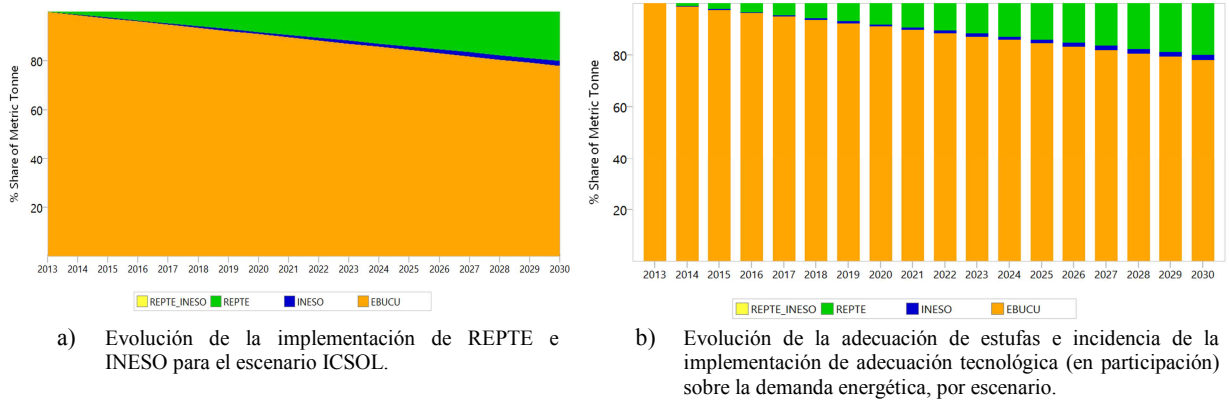 % Share of Metric Tonne
80
60
40
20
2013 2014 2015 2016 2017 2018 2019 2020 2021 2022 2023 2024 2025 2026 2027 2028 2029 2030
REPTE_INESO REPTE INESO EBUCU
a) Evolución de la implementación de REPTE e
INESO para el escenario ICSOL.
% Share of Metric Tonne
80
60
40
20
2013 2014 2015 2016 2017 2018 2019 2020 2021 2022 2023 2024 2025 2026 2027 2028 2029 2030
REPTE_INESO REPTE INESO EBUCU
b) Evolución de la adecuación de estufas e incidencia de la
implementación de adecuación tecnológica (en participación)
sobre la demanda energética, por escenario.